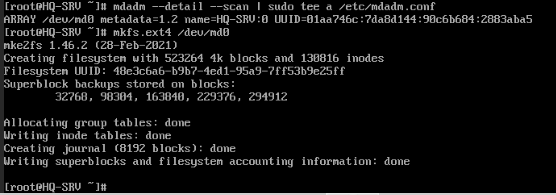 [root@HQ-SRV ~]# mdadm --detail --scan | sudo tee a /etc/mdadm.conf
ARRAY /dev/md0 metadata=1.2 name=HQ-SRV:0 UUID=01aa746c:7da8d144:90c6b684:2883aba5
[root@HQ-SRV ~]# mkfs.ext4 /dev/md0
mke2fs 1.46.2 (28-Feb-2021)
Creating filesystem with 523264 4k blocks and 130816 inodes
Filesystem UUID: 48e3c6a6-b9b7-4ed1-95a9-7ff53b9e25ff
Superblock backups stored on blocks:
        32768, 98304, 163840, 229376, 294912

Allocating group tables: done
Writing inode tables: done
Creating journal (8192 blocks): done
Writing superblocks and filesystem accounting information: done

[root@HQ-SRV ~]#